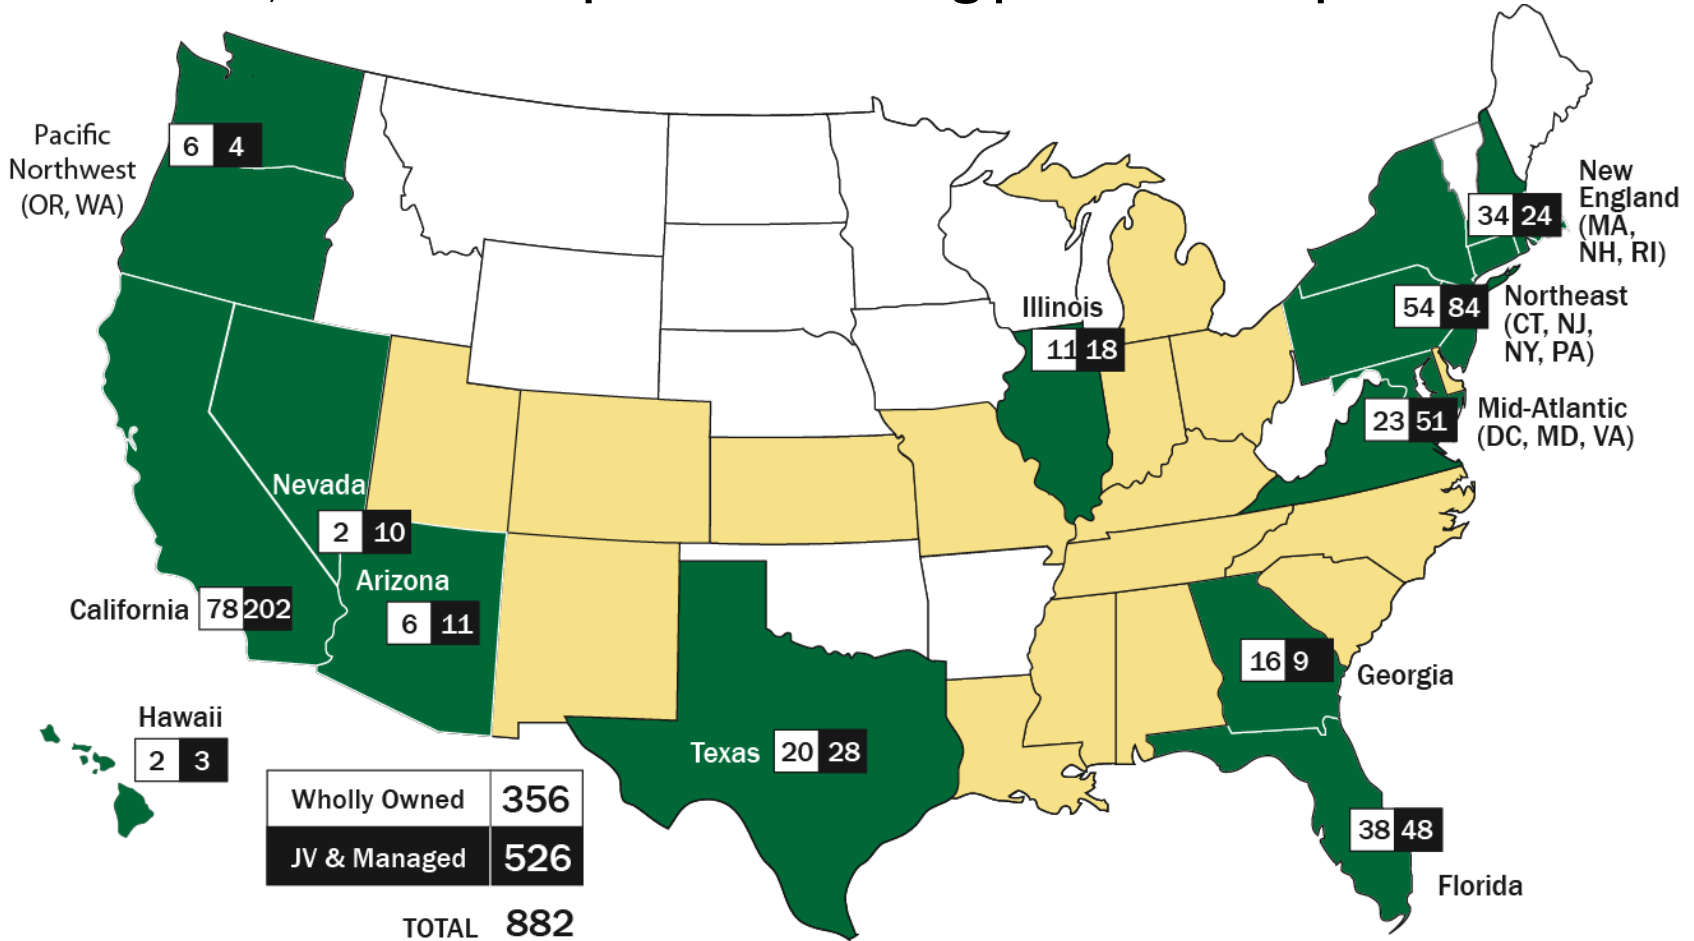 Pacific
Northwest
(OR, WA)
6 4
New
England
(MA,
NH, RI)
34 24
Illinois
11 18
Northeast
(CT, NJ,
NY, PA)
54 84
Mid-Atlantic
(DC, MD, VA)
23 51
Nevada
2 10
Arizona
6 11
California
78 202
Georgia
16 9
Hawaii
2 3
Texas
20 28
Florida
38 48
Wholly Owned 356
JV & Managed 526
TOTAL 882